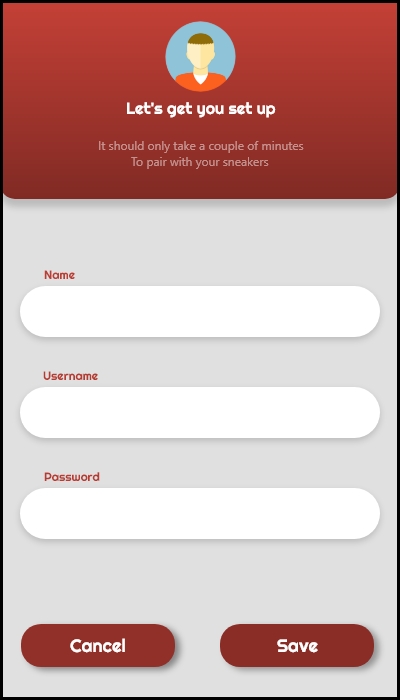 Let's get you set up
It should only take a couple of minutes
To pair with your sneakers
Name
Username
Password
Cancel
Save